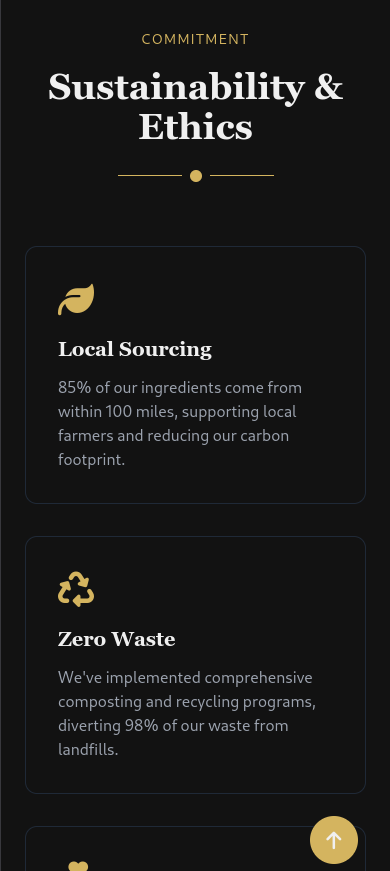 COMMITMENT
Sustainability &
Ethics
Local Sourcing
85% of our ingredients come from
within 100 miles, supporting local
farmers and reducing our carbon
footprint.
Zero Waste
We've implemented comprehensive
composting and recycling programs,
diverting 98% of our waste from
landfills.